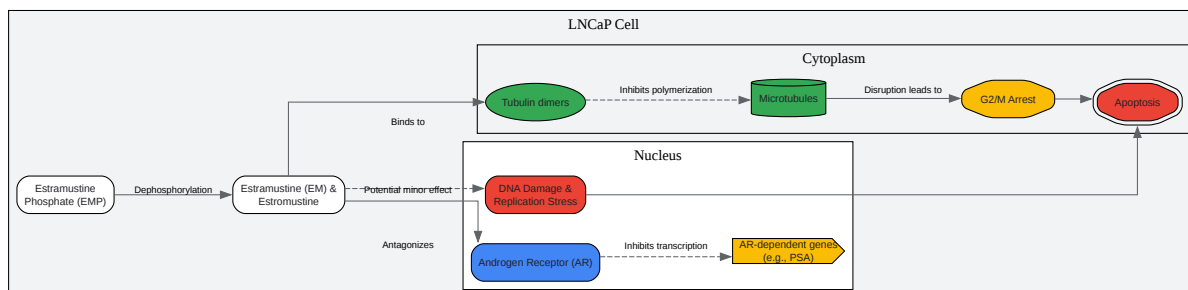 LNCaP Cell
Cytoplasm
Tubulin dimers
Inhibits polymerization
Microtubules
Disruption leads to
G2/M Arrest
Apoptosis
Binds to
Nucleus
Estramustine
Phosphate (EMP)
Dephosphorylation
Estramustine (EM) &
Estromustine
Potential minor effect
DNA Damage &
Replication Stress
Antagonizes
Androgen Receptor (AR)
Inhibits transcription
AR-dependent genes
(e.g., PSA)